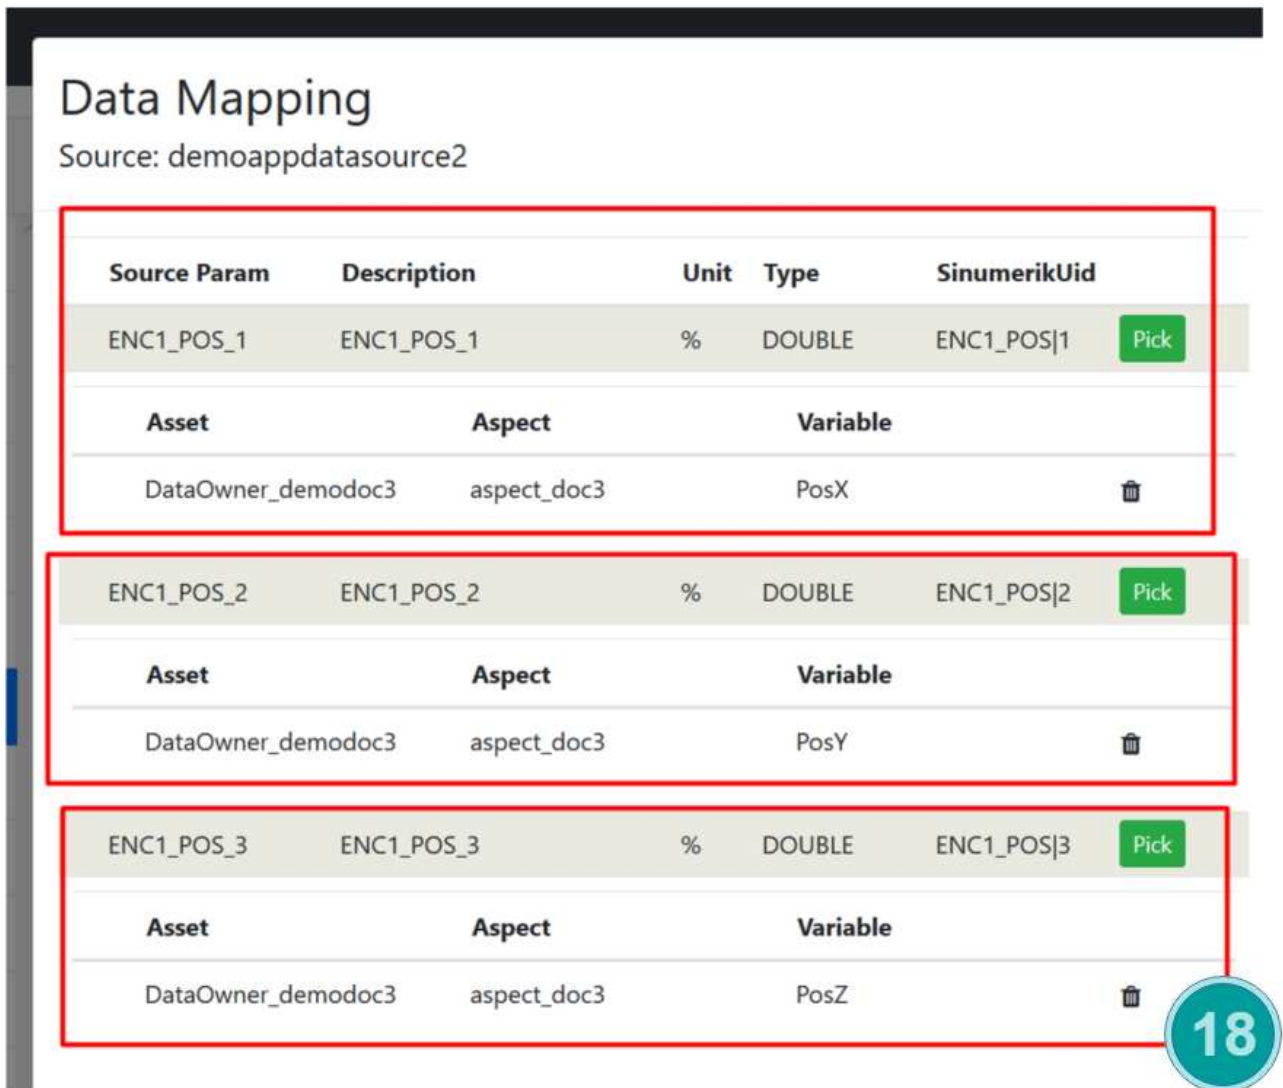 Data Mapping
Source: demoappdatasource2
Source Param Description Unit Type SinumerikUid
ENC1_POS_1 ENC1_POS_1 % DOUBLE ENC1_POS|1 Pick
Asset Aspect Variable
DataOwner_demodoc3 aspect_doc3 PosX
ENC1_POS_2 ENC1_POS_2 % DOUBLE ENC1_POS|2 Pick
Asset Aspect Variable
DataOwner_demodoc3 aspect_doc3 PosY
ENC1_POS_3 ENC1_POS_3 % DOUBLE ENC1_POS|3 Pick
Asset Aspect Variable
DataOwner_demodoc3 aspect_doc3 PosZ
18